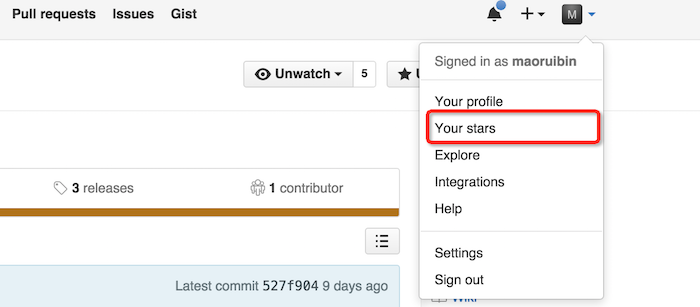 Pull requests Issues Gist
M
Signed in as maoruibin
Unwatch 5
Your profile
Your stars
Explore
3 releases 1 contributor
Integrations
Help
Settings
Latest commit 527f904 9 days ago
Sign out
Wiki